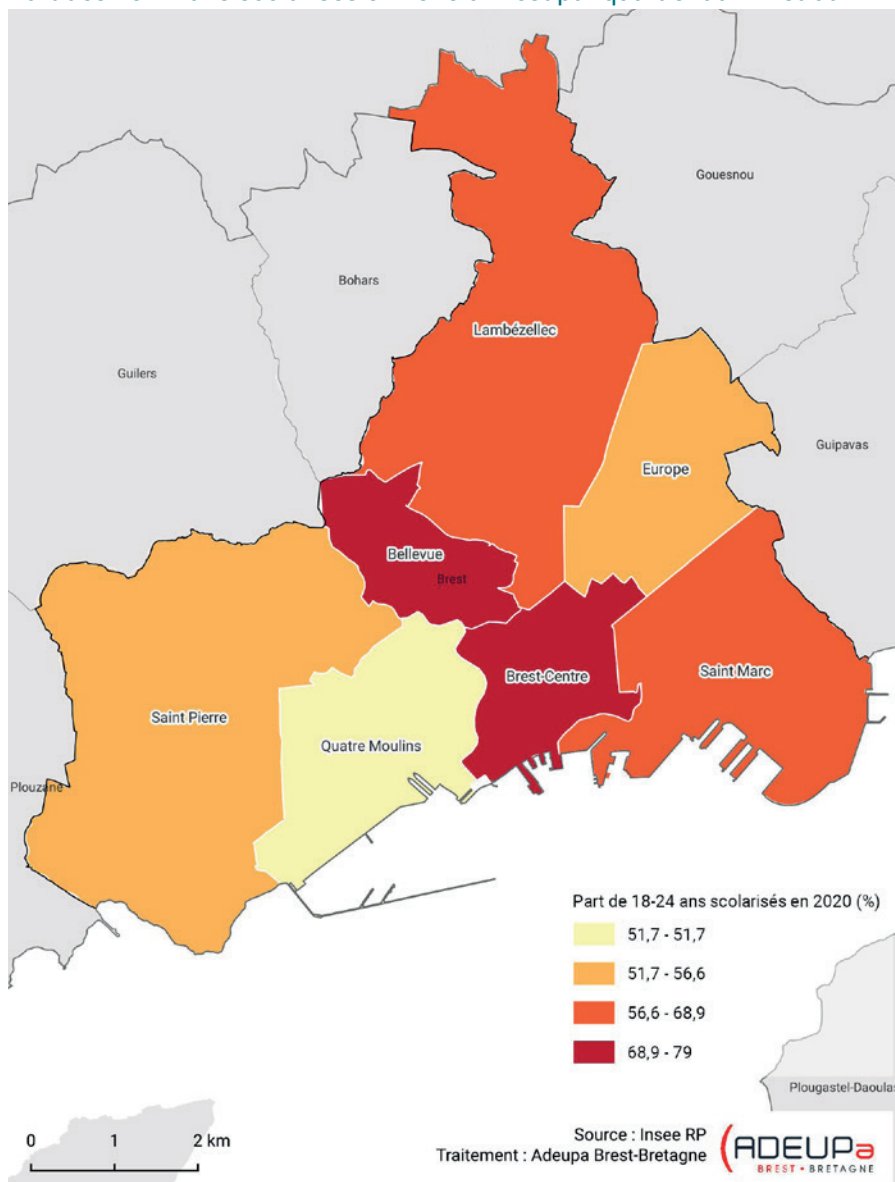 Gouesnou
Bohars
Lambézellec
Guilers
Guipavas
Europe
Bellevue
Brest
Brest-Centre
Saint Marc
Saint Pierre
Quatre Moulins
Plouzané
Part de 18-24 ans scolarisés en 2020 (%)
51,7 - 51,7
51,7 - 56,6
56,6 - 68,9
68,9 - 79
Plougastel-Daoulas
0 1 2 km
Source : Insee RP
Traitement : Adeupa Brest-Bretagne
ADEUPa
BREST • BRETAGNE